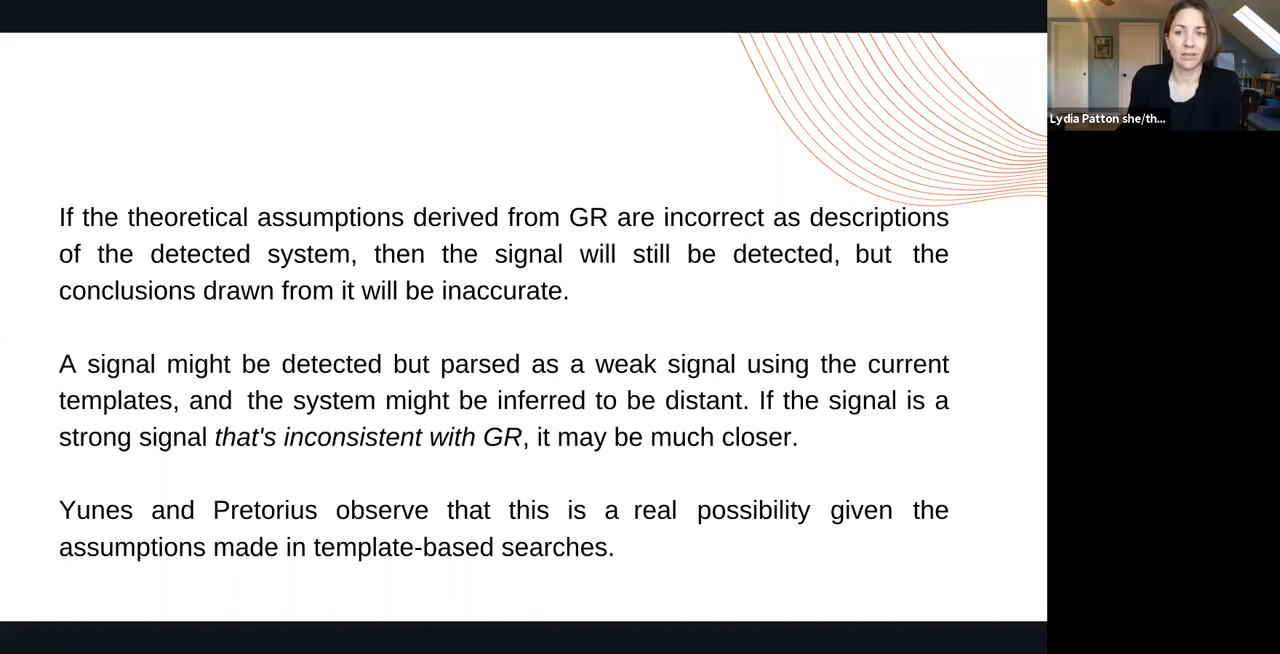 If the theoretical assumptions derived from GR are incorrect as descriptions
of the detected system, then the signal will still be detected, but the
conclusions drawn from it will be inaccurate.
A signal might be detected but parsed as a weak signal using the current
templates, and the system might be inferred to be distant. If the signal is a
strong signal that's inconsistent with GR, it may be much closer.
Yunes and Pretorius observe that this is a real possibility given the
assumptions made in template-based searches.
Lydia Patton she/th...